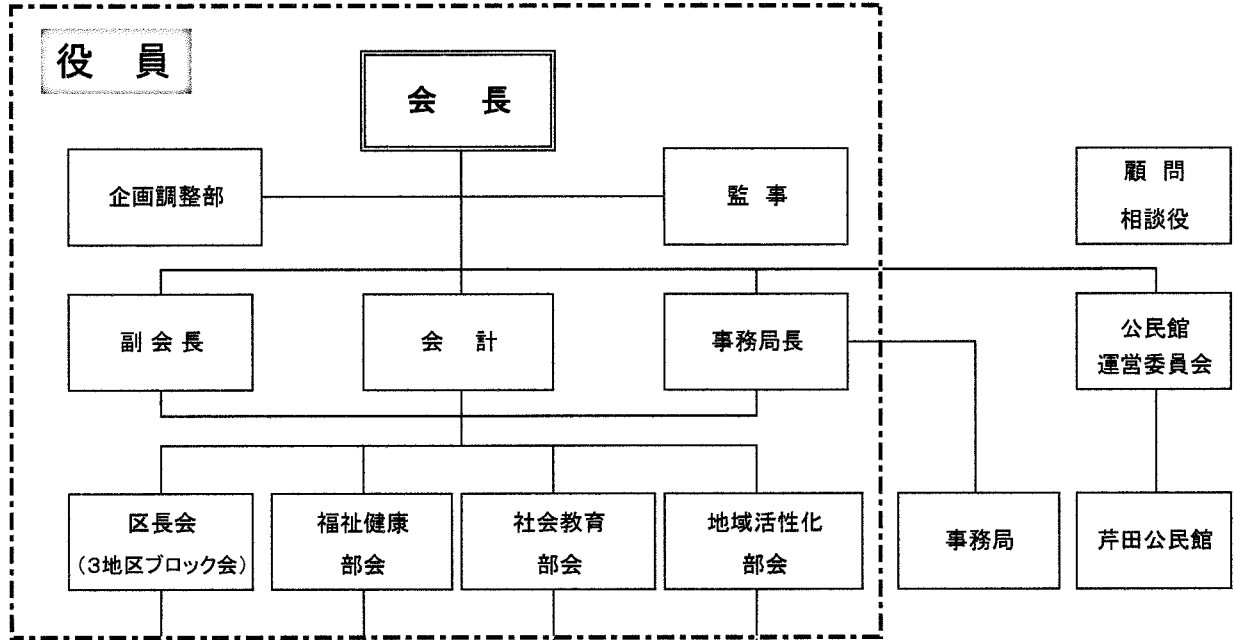 役 員
会 長
企画調整部
監 事
顧 問
相談役
副 会 長
会 計
事務局長
公民館
運営委員会
区長会
(3地区ブロック会)
福祉健康
部会
社会教育
部会
地域活性化
部会
事務局
芹田公民館